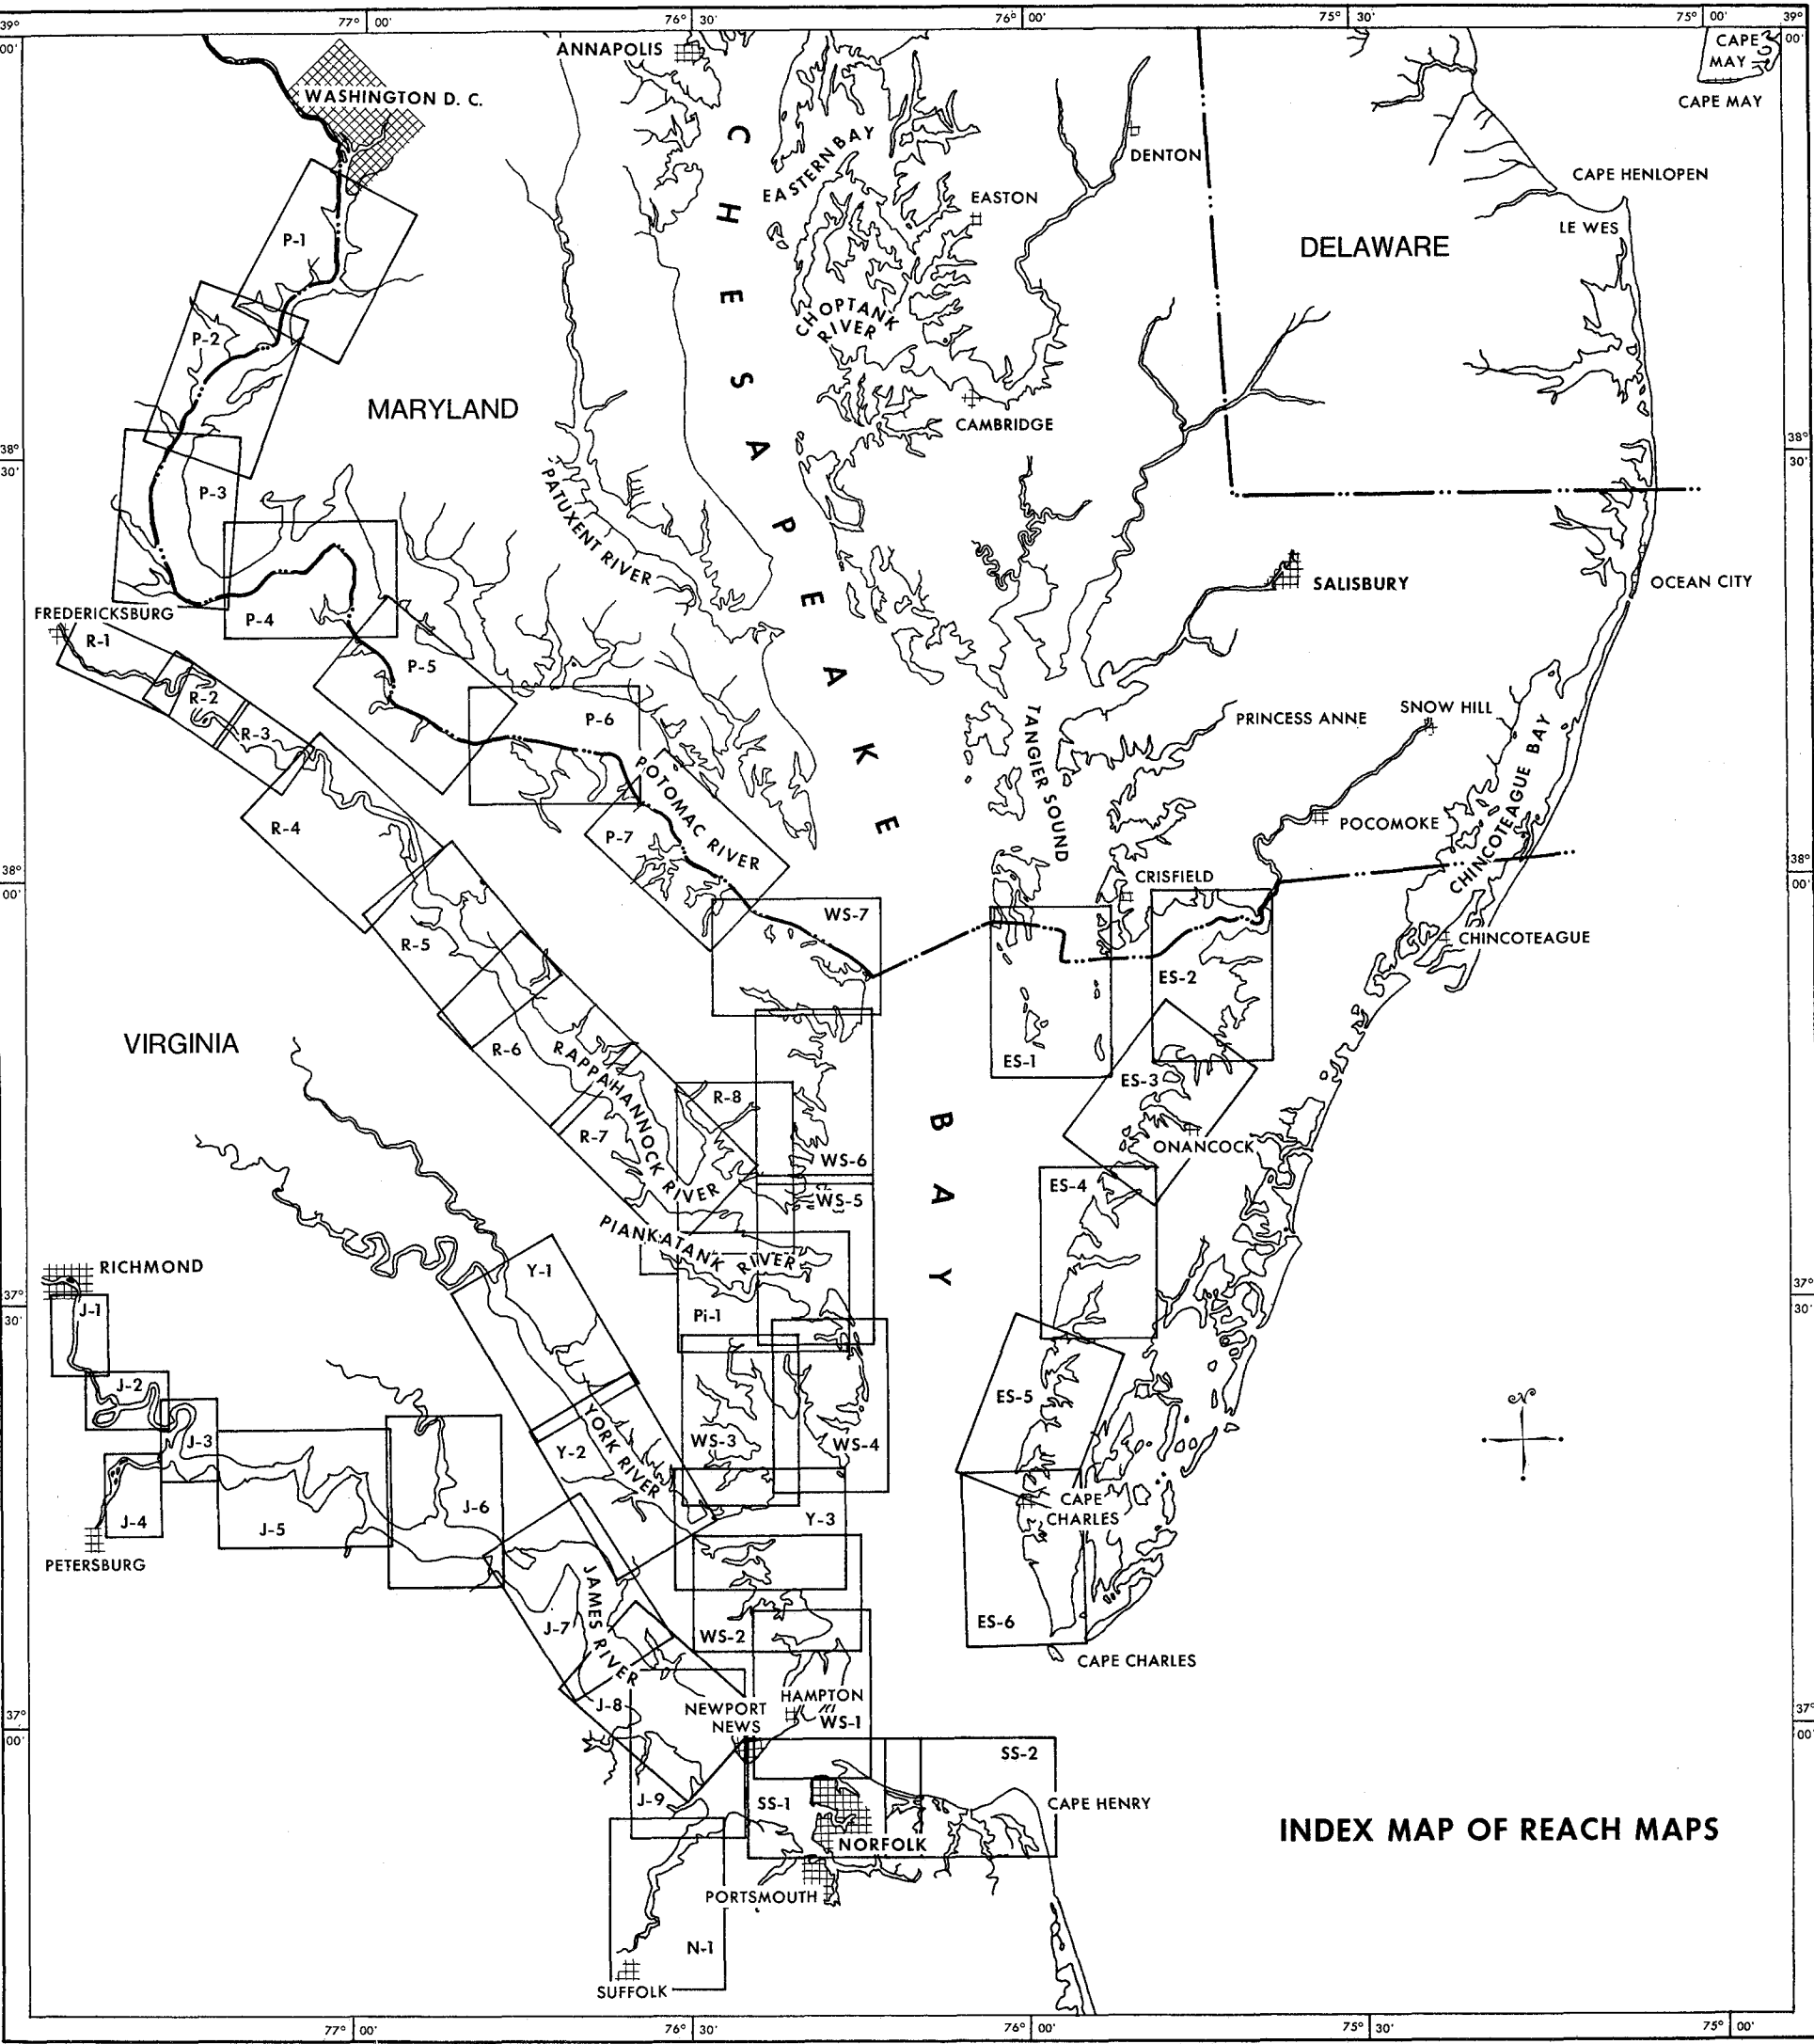 77° 00'
76° 30'
76° 00'
75° 30'
75° 00'
39° 00'
39° 00'
ANNAPOLIS
CAPE MAY
CAPE MAY
WASHINGTON D. C.
CHESAPEAKE BAY
EASTERN BAY
DENTON
CAPE HENLOPEN
EASTON
LE WES
P-1
DELAWARE
P-2
CHOPTANK RIVER
MARYLAND
CAMBRIDGE
38° 30'
38° 30'
P-3
PATUXENT RIVER
SALISBURY
OCEAN CITY
FREDERICKSBURG
P-4
R-1
P-5
R-2
R-3
P-6
TANGIER SOUND
PRINCESS ANNE
SNOW HILL
CHINCOTEAGUE BAY
POTOMAC RIVER
R-4
P-7
POCOMOKE
38° 00'
38° 00'
CRISFIELD
WS-7
R-5
CHINCOTEAGUE
ES-2
VIRGINIA
R-6
RAPPAHANNOCK RIVER
ES-1
ES-3
R-8
R-7
ONANCOCK
WS-6
ES-4
WS-5
PIANKATANK RIVER
RICHMOND
Y-1
37° 30'
37° 30'
J-1
Pi-1
J-2
ES-5
J-3
YORK RIVER
Y-2
WS-3
WS-4
J-6
CAPE CHARLES
J-4
J-5
Y-3
PETERSBURG
JAMES RIVER
J-7
WS-2
ES-6
CAPE CHARLES
J-8
NEWPORT NEWS
HAMPTON
WS-1
37° 00'
37° 00'
SS-2
J-9
SS-1
CAPE HENRY
NORFOLK
INDEX MAP OF REACH MAPS
PORTSMOUTH
N-1
SUFFOLK
N
77° 00'
76° 30'
76° 00'
75° 30'
75° 00'